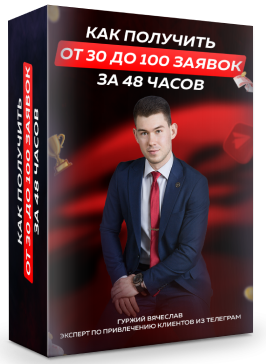 КАК ПОЛУЧИТЬ
ОТ 30 ДО 100 ЗАЯВОК
ЗА 48 ЧАСОВ
ГУРЖИЙ ВЯЧЕСЛАВ
ЭКСПЕРТ ПО ПРИВЛЕЧЕНИЮ КЛИЕНТОВ ИЗ ТЕЛЕГРАМ
КАК ПОЛУЧИТЬ
ОТ 30 ДО 100 ЗАЯВОК
ЗА 48 ЧАСОВ